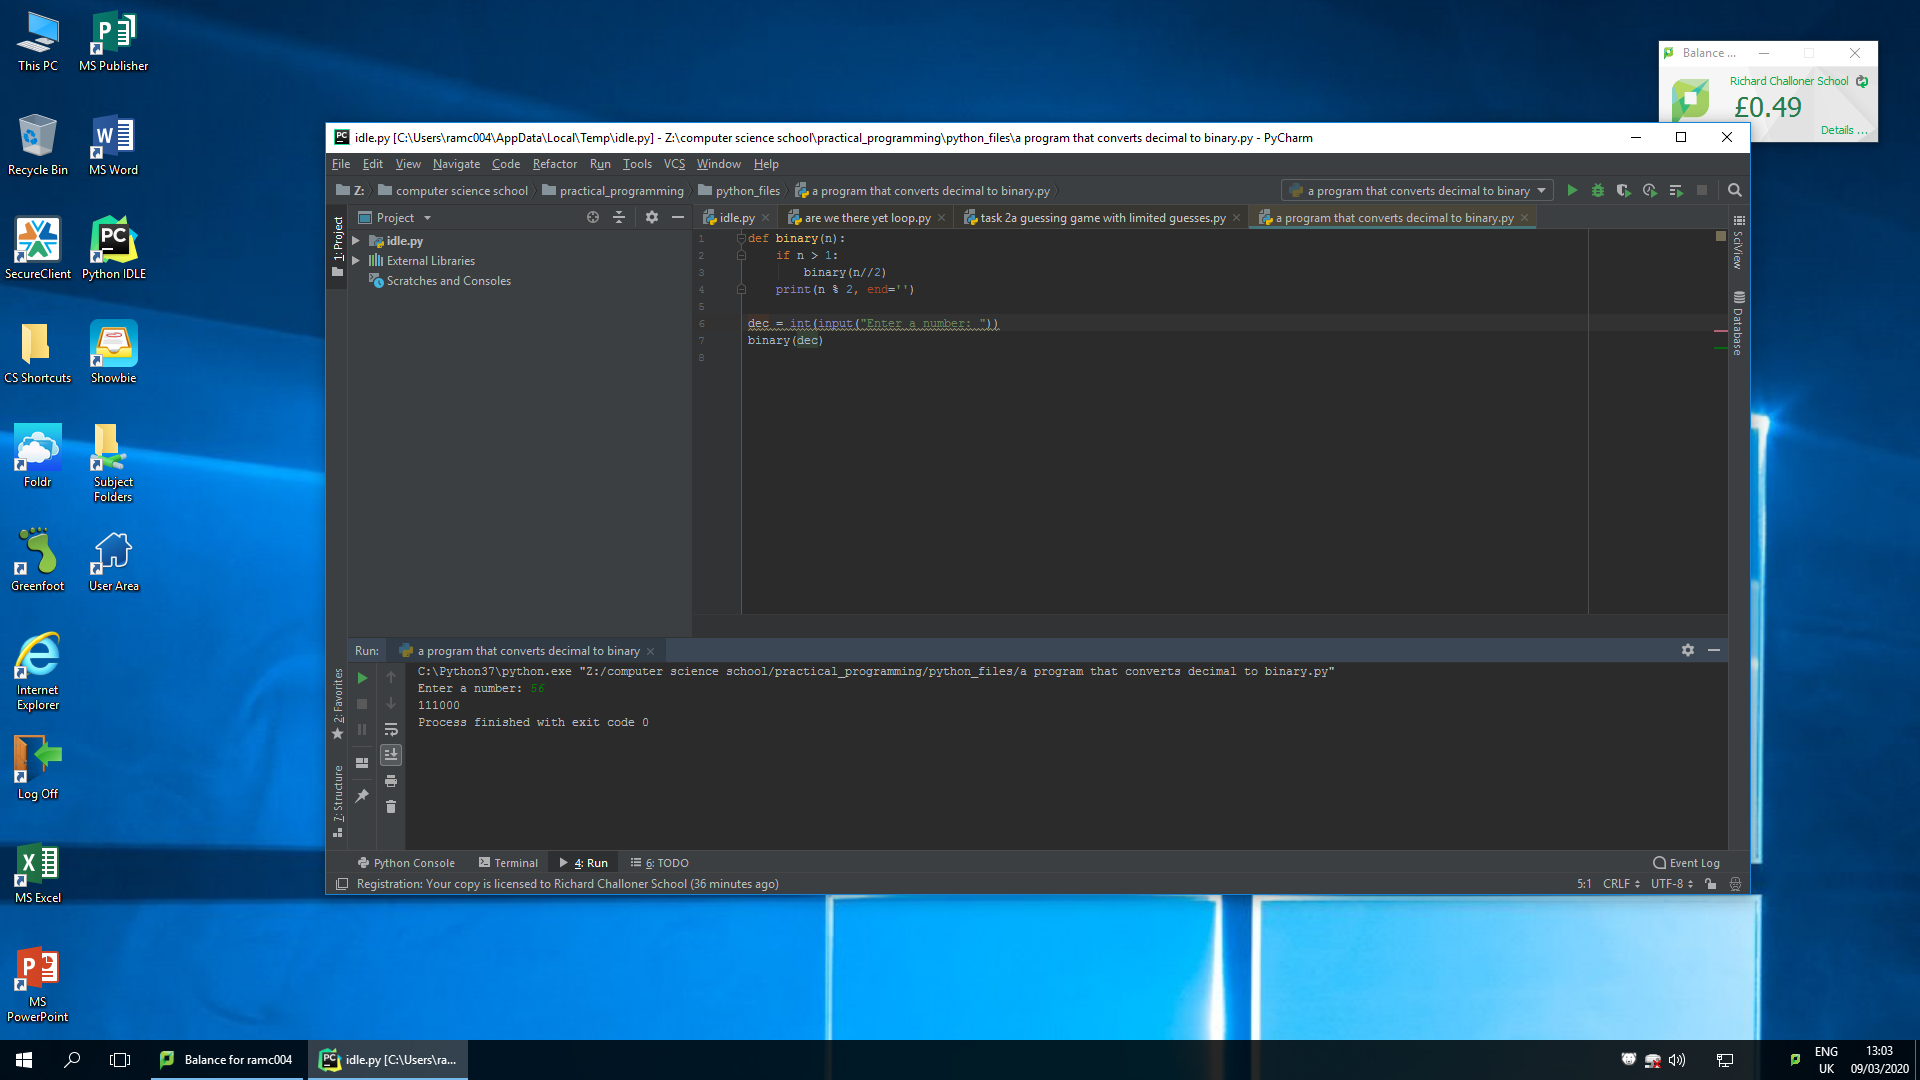 This PC
MS Publisher
Recycle Bin
MS Word
SecureClient
Python IDLE
CS Shortcuts
Showbie
Foldr
Subject
Folders
Greenfoot
User Area
Internet
Explorer
Log Off
MS Excel
MS
PowerPoint
Balance ...
Richard Challoner School
£0.49
Details ...
idle.py [C:\Users\ramc004\AppData\Local\Temp\idle.py] - Z:\computer science school\practical_programming\python_files\a program that converts decimal to binary.py - PyCharm
File Edit View Navigate Code Refactor Run Tools VCS Window Help
Z: computer science school practical_programming python_files a program that converts decimal to binary.py
a program that converts decimal to binary
Project
idle.py are we there yet loop.py task 2a guessing game with limited guesses.py a program that converts decimal to binary.py
1: Project
idle.py
External Libraries
Scratches and Consoles
1 def binary(n):
2 if n > 1:
3 binary(n//2)
4 print(n % 2, end='')
5
6 dec = int(input("Enter a number: "))
7 binary(dec)
8
SciView
Database
Run: a program that converts decimal to binary
C:\Python37\python.exe "Z:/computer science school/practical_programming/python_files/a program that converts decimal to binary.py"
Enter a number: 56
111000
Process finished with exit code 0
2: Favorites
7: Structure
Python Console Terminal 4: Run 6: TODO Event Log
Registration: Your copy is licensed to Richard Challoner School (36 minutes ago) 5:1 CRLF UTF-8
Balance for ramc004
idle.py [C:\Users\ra...
ENG
UK
13:03
09/03/2020